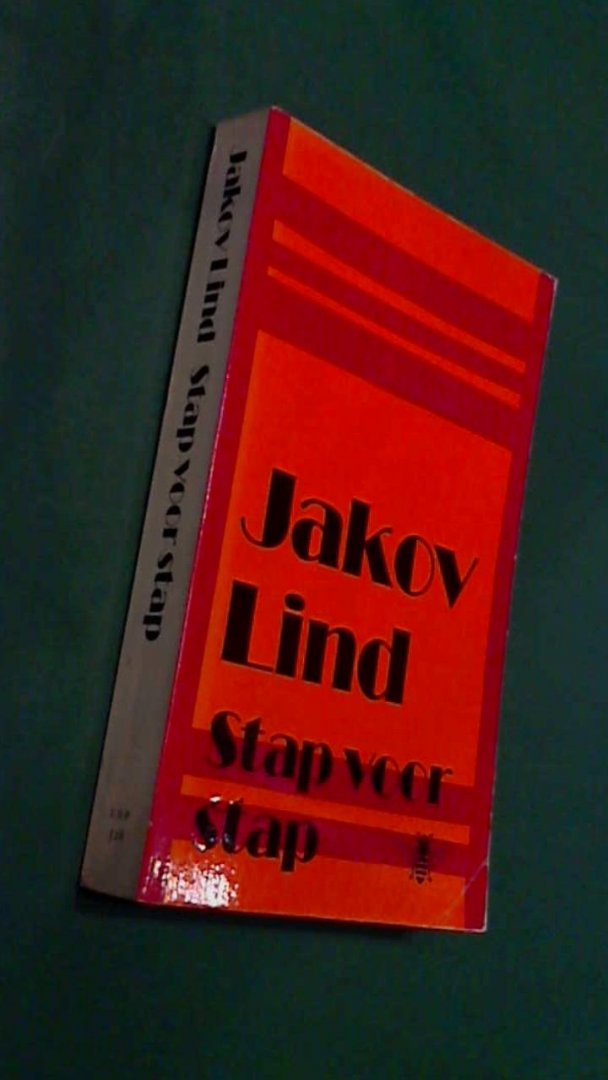 Jakov Lind Stap voor stap
Jakov
Lind
Stap voor
stap